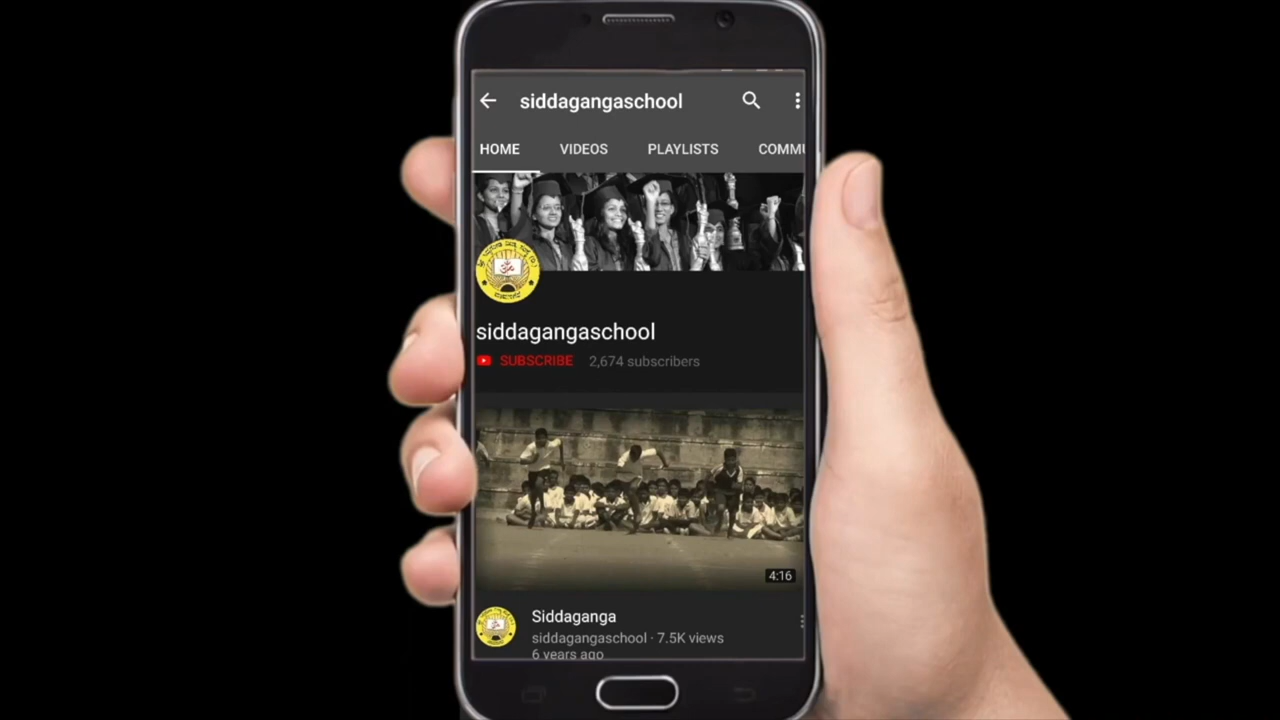 siddagangaschool
HOME VIDEOS PLAYLISTS COMMU
siddagangaschool
SUBSCRIBE 2,674 subscribers
4:16
Siddaganga
siddagangaschool · 7.5K views
6 years ago